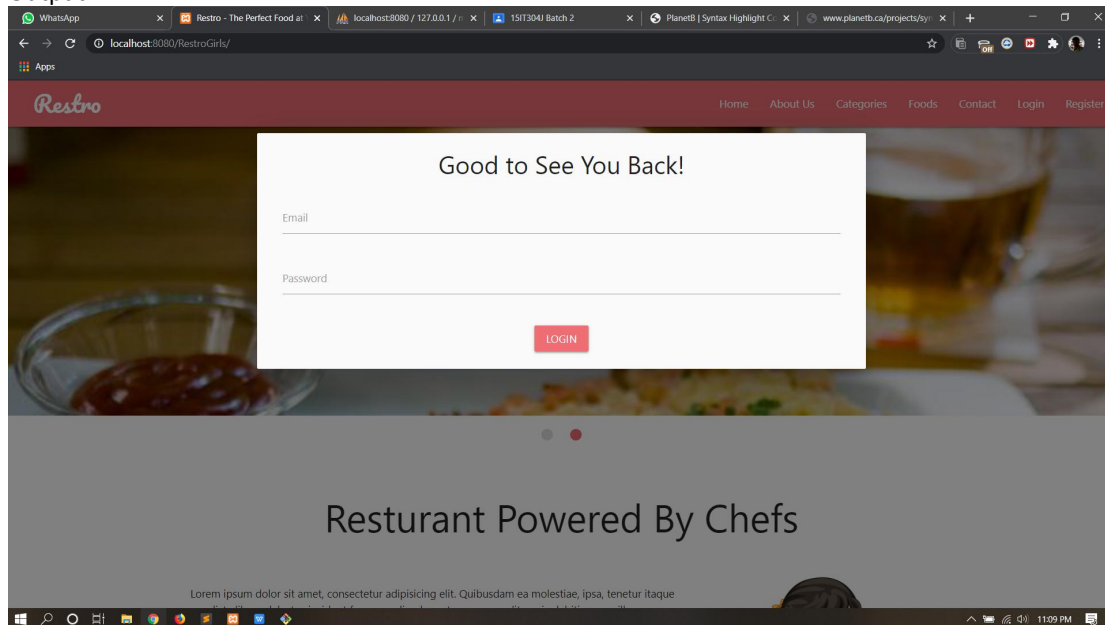 WhatsApp
Restro - The Perfect Food at
localhost:8080 / 127.0.0.1 / m
15IT304J Batch 2
PlanetB | Syntax Highlight Co
www.planetb.ca/projects/syn
localhost:8080/RestroGirls/
Off
Apps
Restro
Home About Us Categories Foods Contact Login Register
Good to See You Back!
Email
Password
LOGIN
Resturant Powered By Chefs
Lorem ipsum dolor sit amet, consectetur adipisicing elit. Quibusdam ea molestiae, ipsa, tenetur itaque
11:09 PM